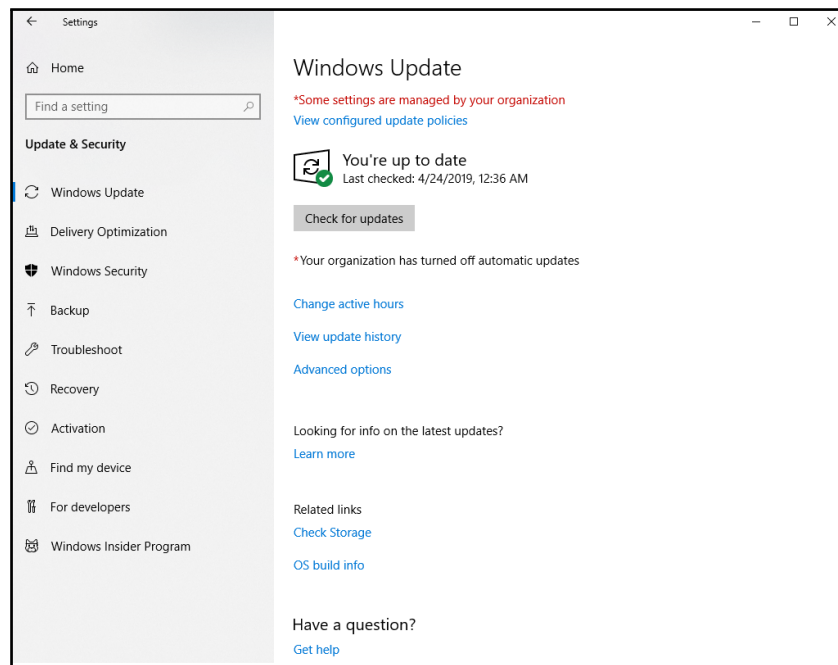 Settings
Home
Find a setting
Update & Security
Windows Update
Delivery Optimization
Windows Security
Backup
Troubleshoot
Recovery
Activation
Find my device
For developers
Windows Insider Program
Windows Update
*Some settings are managed by your organization
View configured update policies
You're up to date
Last checked: 4/24/2019, 12:36 AM
Check for updates
*Your organization has turned off automatic updates
Change active hours
View update history
Advanced options
Looking for info on the latest updates?
Learn more
Related links
Check Storage
OS build info
Have a question?
Get help